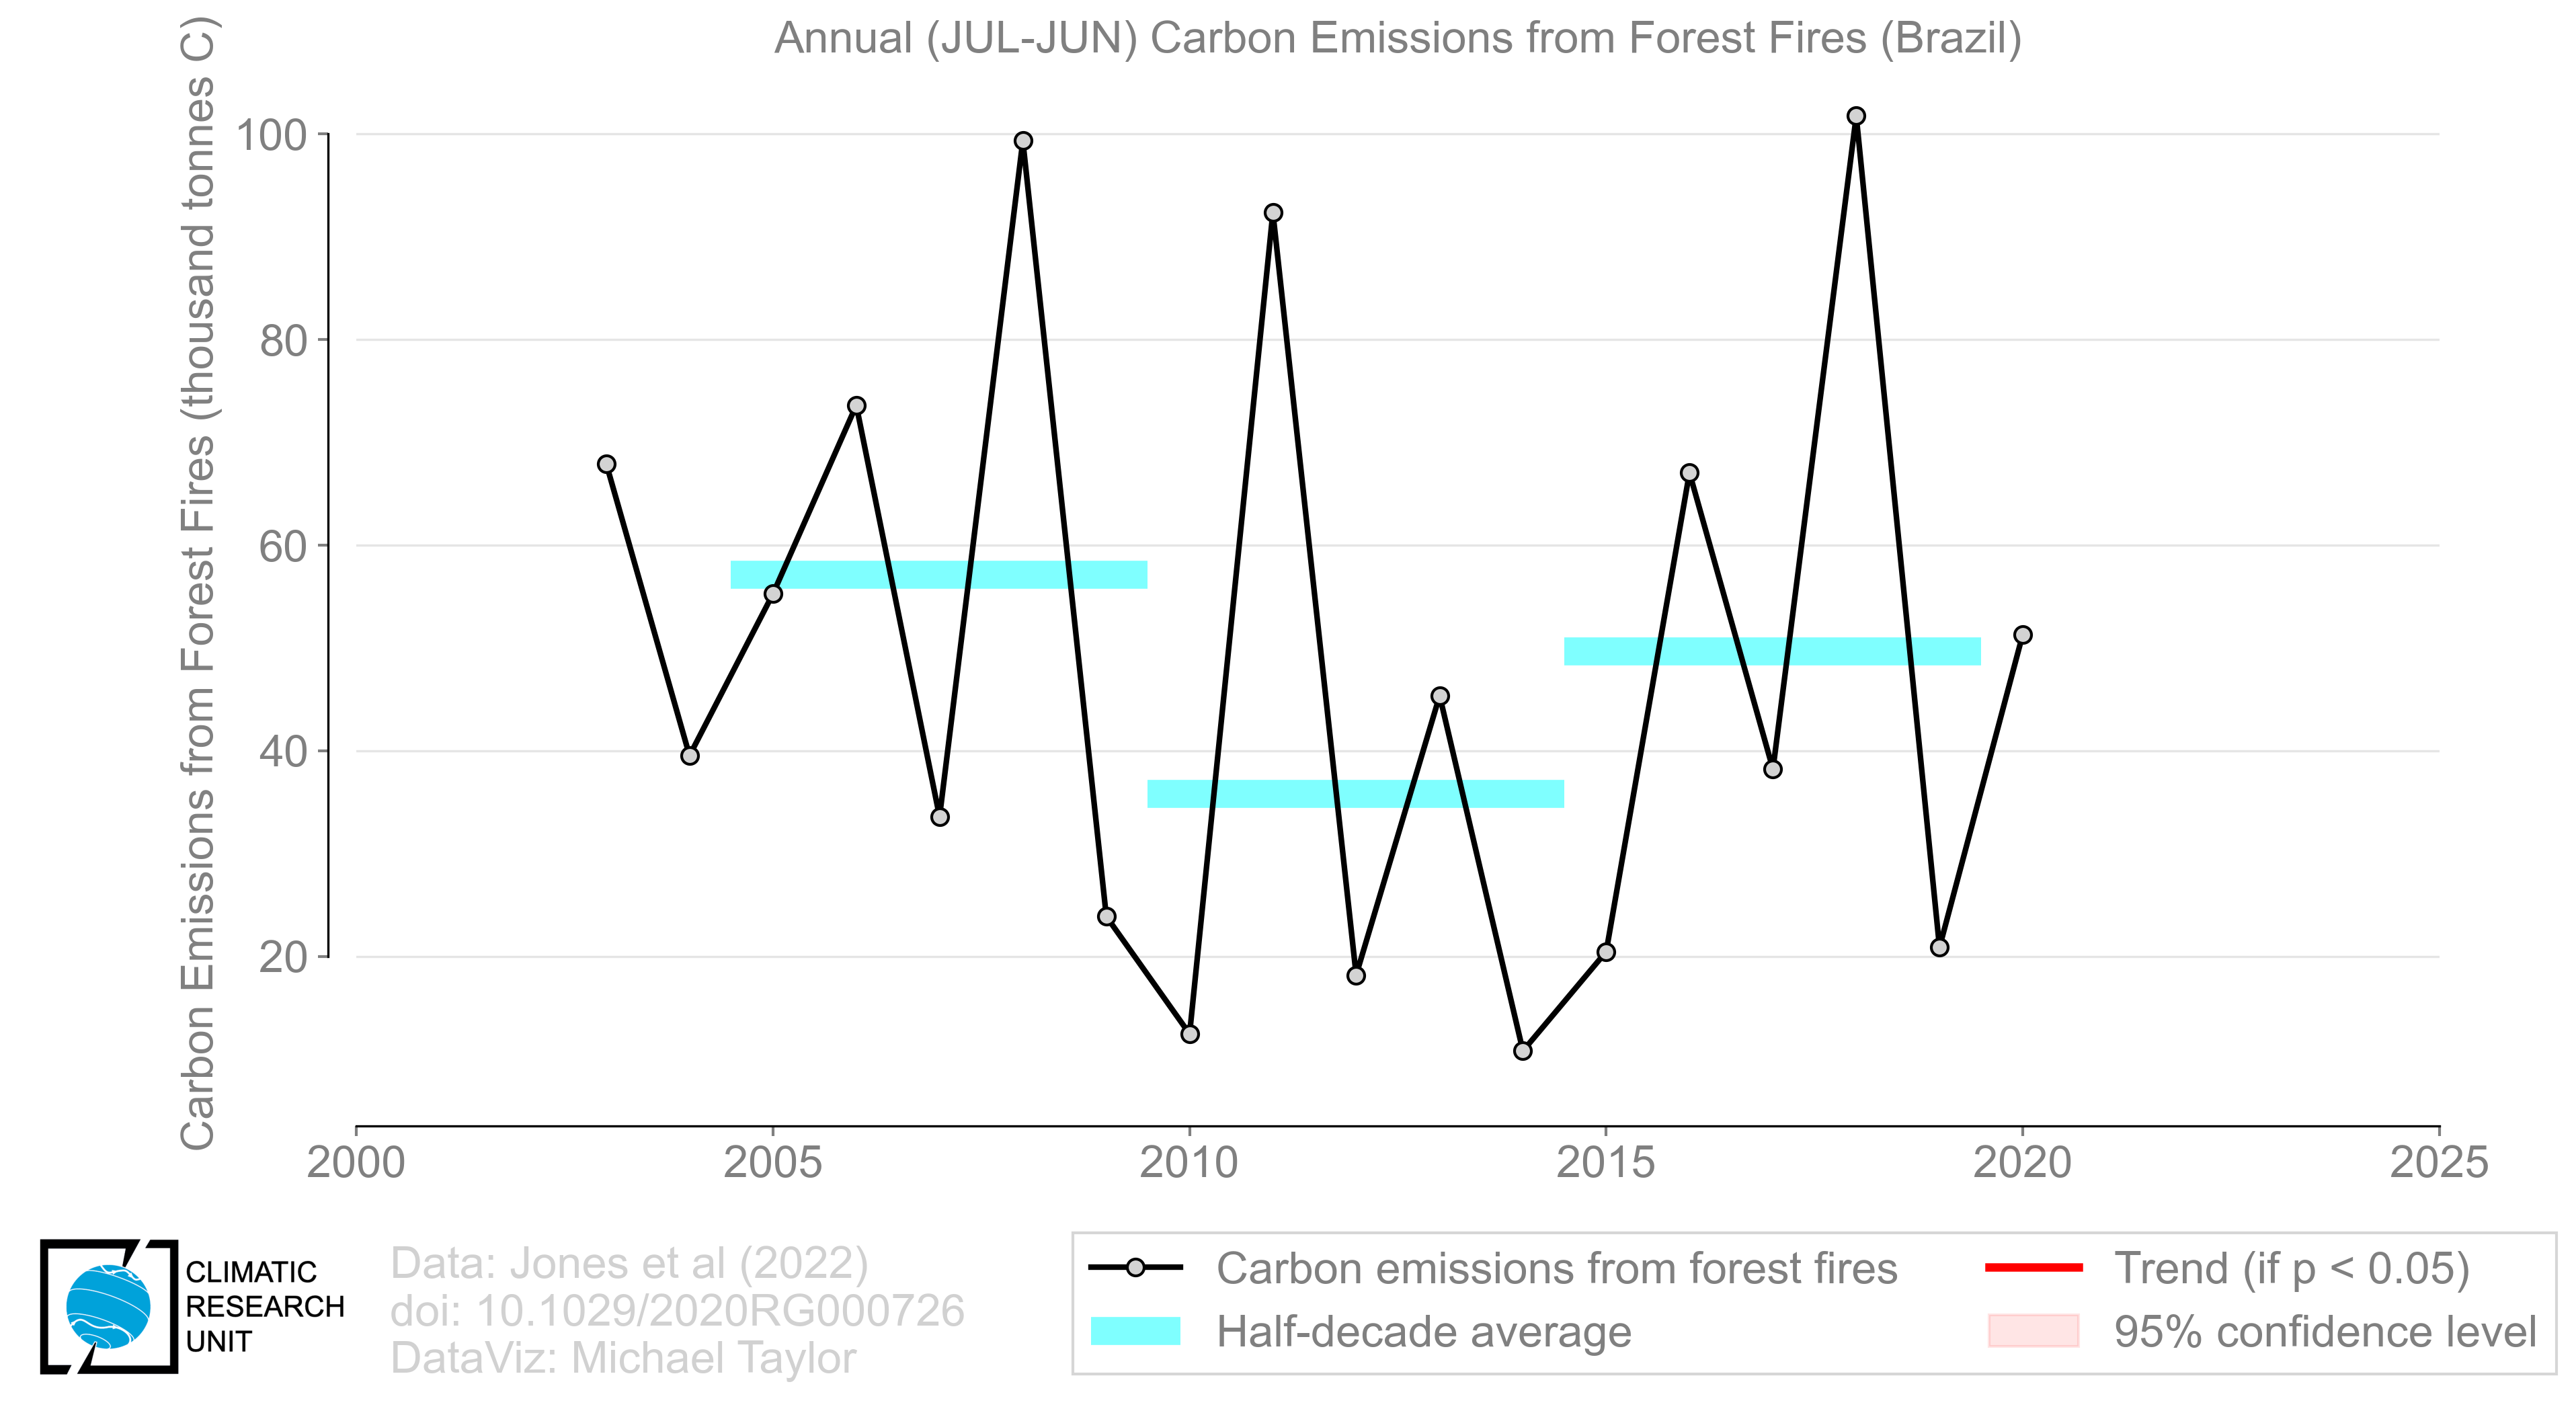 Annual (JUL-JUN) Carbon Emissions from Forest Fires (Brazil)
Carbon Emissions from Forest Fires (thousand tonnes C)
100
80
60
40
20
2000 2005 2010 2015 2020 2025
CLIMATIC
RESEARCH
UNIT
Data: Jones et al (2022)
doi: 10.1029/2020RG000726
DataViz: Michael Taylor
Carbon emissions from forest fires
Half-decade average
Trend (if p < 0.05)
95% confidence level